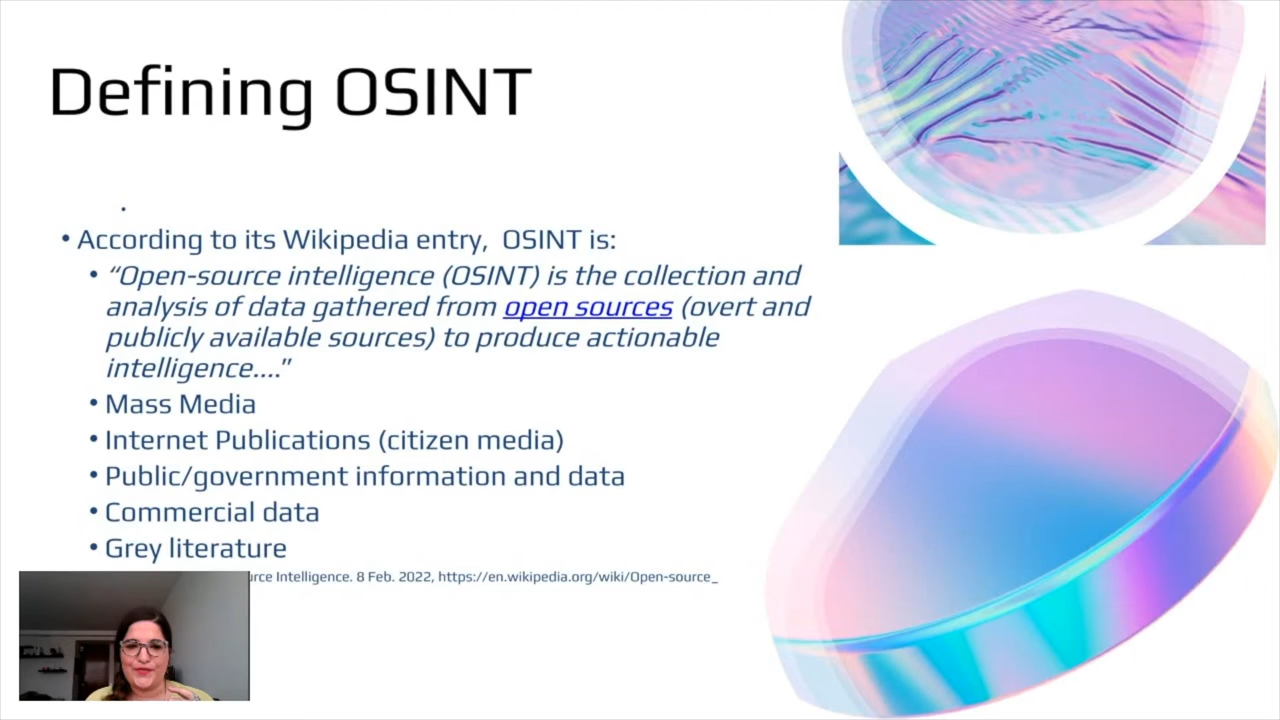 Defining OSINT
• According to its Wikipedia entry,  OSINT is:
• “Open-source intelligence (OSINT) is the collection and
analysis of data gathered from open sources (overt and
publicly available sources) to produce actionable
intelligence....”
• Mass Media
• Internet Publications (citizen media)
• Public/government information and data
• Commercial data
• Grey literature
Intelligence. 8 Feb. 2022, https://en.wikipedia.org/wiki/Open-source_